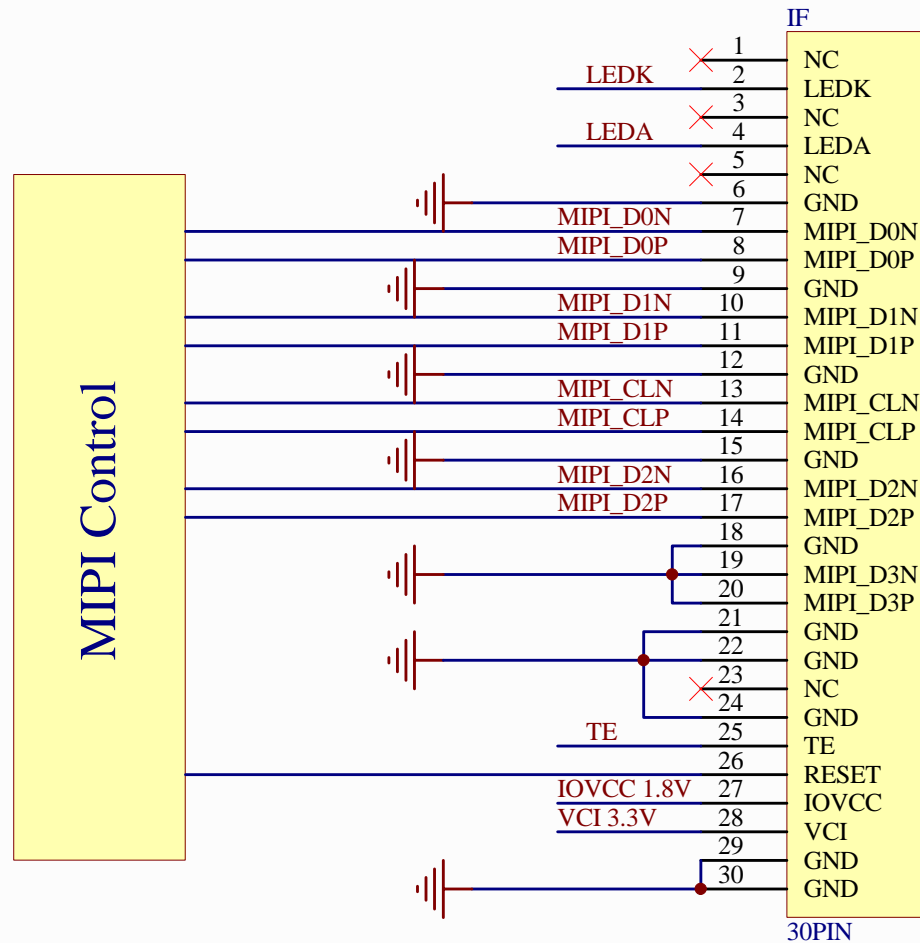 IF
1 NC
LEDK 2 LEDK
3 NC
LEDA 4 LEDA
5 NC
6 GND
MIPI_D0N 7 MIPI_D0N
MIPI_D0P 8 MIPI_D0P
9 GND
MIPI_D1N 10 MIPI_D1N
MIPI_D1P 11 MIPI_D1P
12 GND
MIPI_CLN 13 MIPI_CLN
MIPI_CLP 14 MIPI_CLP
15 GND
MIPI_D2N 16 MIPI_D2N
MIPI_D2P 17 MIPI_D2P
18 GND
19 MIPI_D3N
20 MIPI_D3P
21 GND
22 GND
23 NC
24 GND
TE 25 TE
26 RESET
IOVCC 1.8V 27 IOVCC
VCI 3.3V 28 VCI
29 GND
30 GND
30PIN
MIPI Control